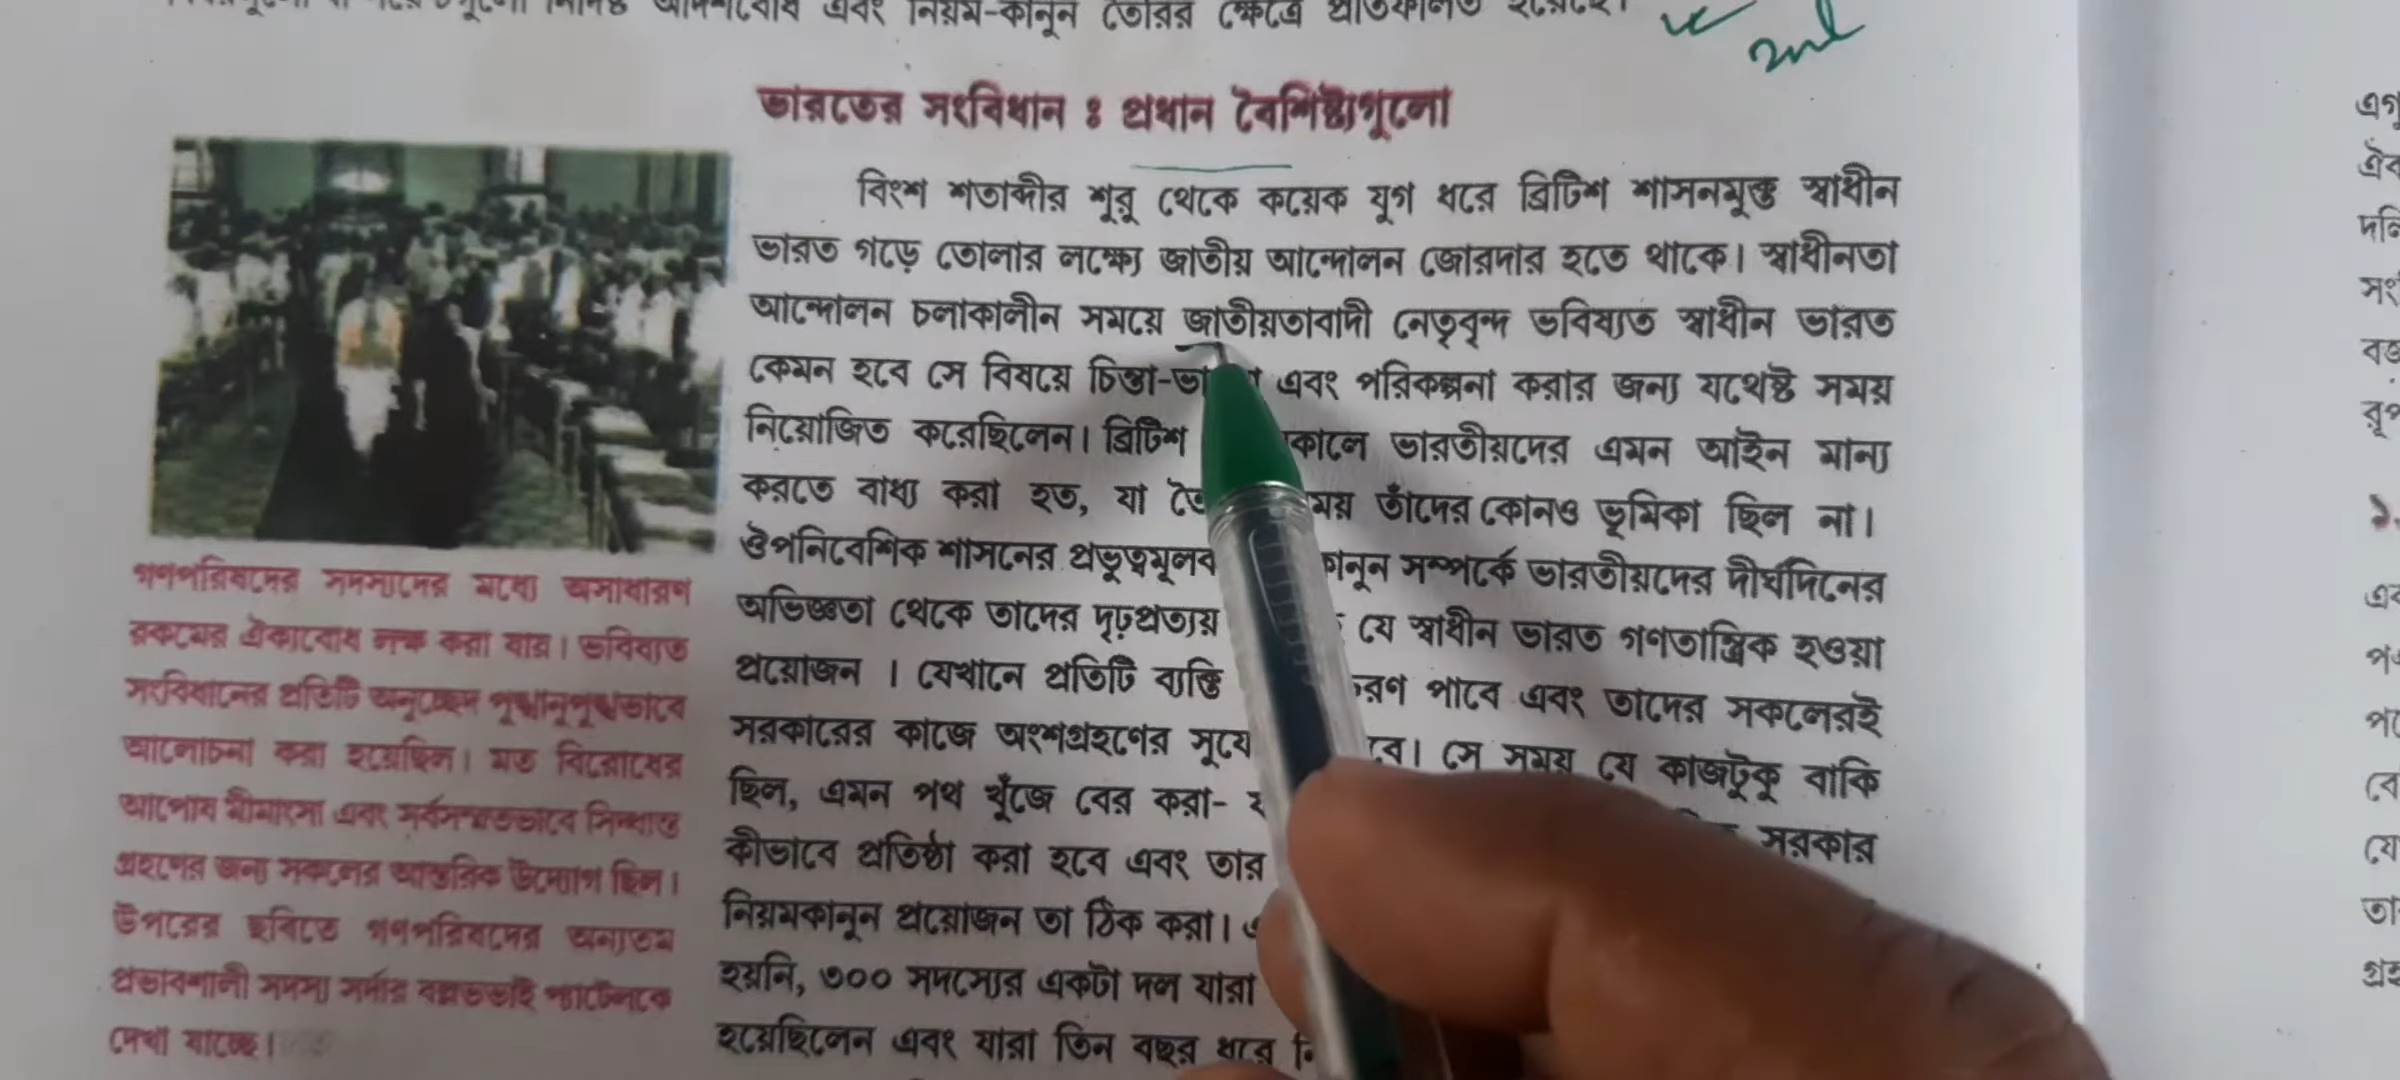 এবং নিয়ম-কানুন তৈরির ক্ষেত্রে প্রতিফলিত হয়েছে।
2nd
ভারতের সংবিধান ঃ প্রধান বৈশিষ্ট্যগুলো
বিংশ শতাব্দীর শুরু থেকে কয়েক যুগ ধরে ব্রিটিশ শাসনমুক্ত স্বাধীন
ভারত গড়ে তোলার লক্ষ্যে জাতীয় আন্দোলন জোরদার হতে থাকে। স্বাধীনতা
আন্দোলন চলাকালীন সময়ে জাতীয়তাবাদী নেতৃবৃন্দ ভবিষ্যত স্বাধীন ভারত
কেমন হবে সে বিষয়ে চিন্তা- এবং পরিকল্পনা করার জন্য যথেষ্ট সময়
নিয়োজিত করেছিলেন। ব্রিটিশ কালে ভারতীয়দের এমন আইন মান্য
করতে বাধ্য করা হত, যা তাঁদের কোনও ভূমিকা ছিল না।
ঔপনিবেশিক শাসনের কানুন সম্পর্কে ভারতীয়দের দীর্ঘদিনের
অভিজ্ঞতা থেকে তাদের দৃঢ়প্রত্যয় যে স্বাধীন ভারত গণতান্ত্রিক হওয়া
প্রয়োজন । যেখানে প্রতিটি ব্যক্তি পাবে এবং তাদের সকলেরই
সরকারের কাজে অংশগ্রহণের সে সময় যে কাজটুকু বাকি
ছিল, এমন পথ খুঁজে বের করা-
কীভাবে প্রতিষ্ঠা করা হবে এবং তার সরকার
নিয়মকানুন প্রয়োজন তা ঠিক করা।
হয়নি, ৩০০ সদস্যের একটা দল যারা
হয়েছিলেন এবং যারা তিন বছর ধরে
গণপরিষদের সদস্যদের মধ্যে অসাধারণ
রকমের ঐক্যবোধ লক্ষ করা যায়। ভবিষ্যত
সংবিধানের প্রতিটি অনুচ্ছেদ পুঙ্খানুপুঙ্খভাবে
আলোচনা করা হয়েছিল। মত বিরোধের
আপোষ মীমাংসা এবং সর্বসম্মতভাবে সিদ্ধান্ত
গ্রহণের জন্য সকলের আন্তরিক উদ্যোগ ছিল।
উপরের ছবিতে গণপরিষদের অন্যতম
প্রভাবশালী সদস্য সর্দার বল্লভভাই প্যাটেলকে
দেখা যাচ্ছে।